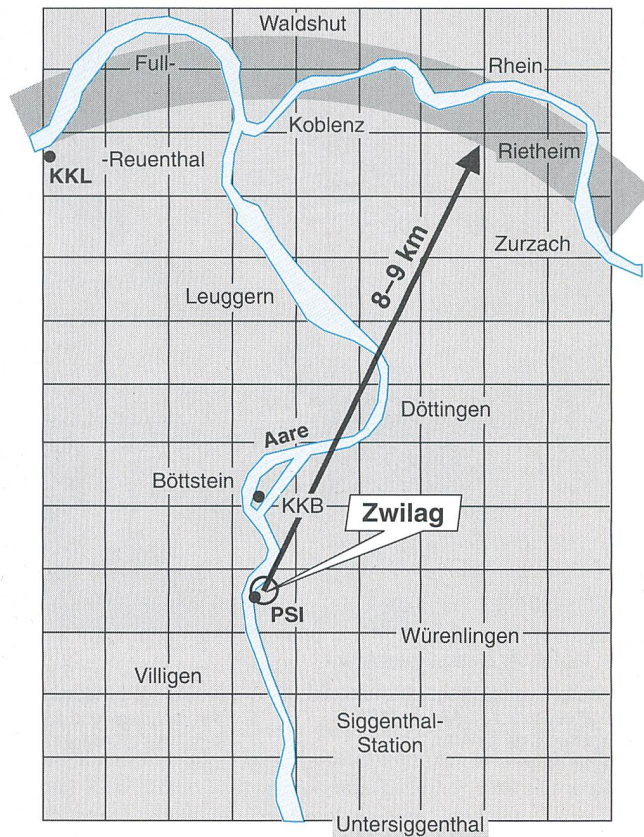 Waldshut
Full-
Rhein
Koblenz
-Reuenthal
Rietheim
KKL
Zurzach
8–9 km
Leuggern
Döttingen
Aare
Böttstein
KKB
Zwilag
PSI
Würenlingen
Villigen
Siggenthal-
Station
Untersiggenthal